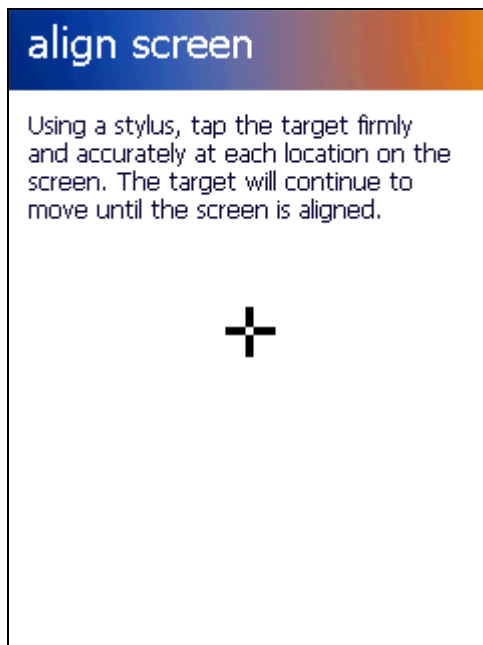 align screen
Using a stylus, tap the target firmly
and accurately at each location on the
screen. The target will continue to
move until the screen is aligned.